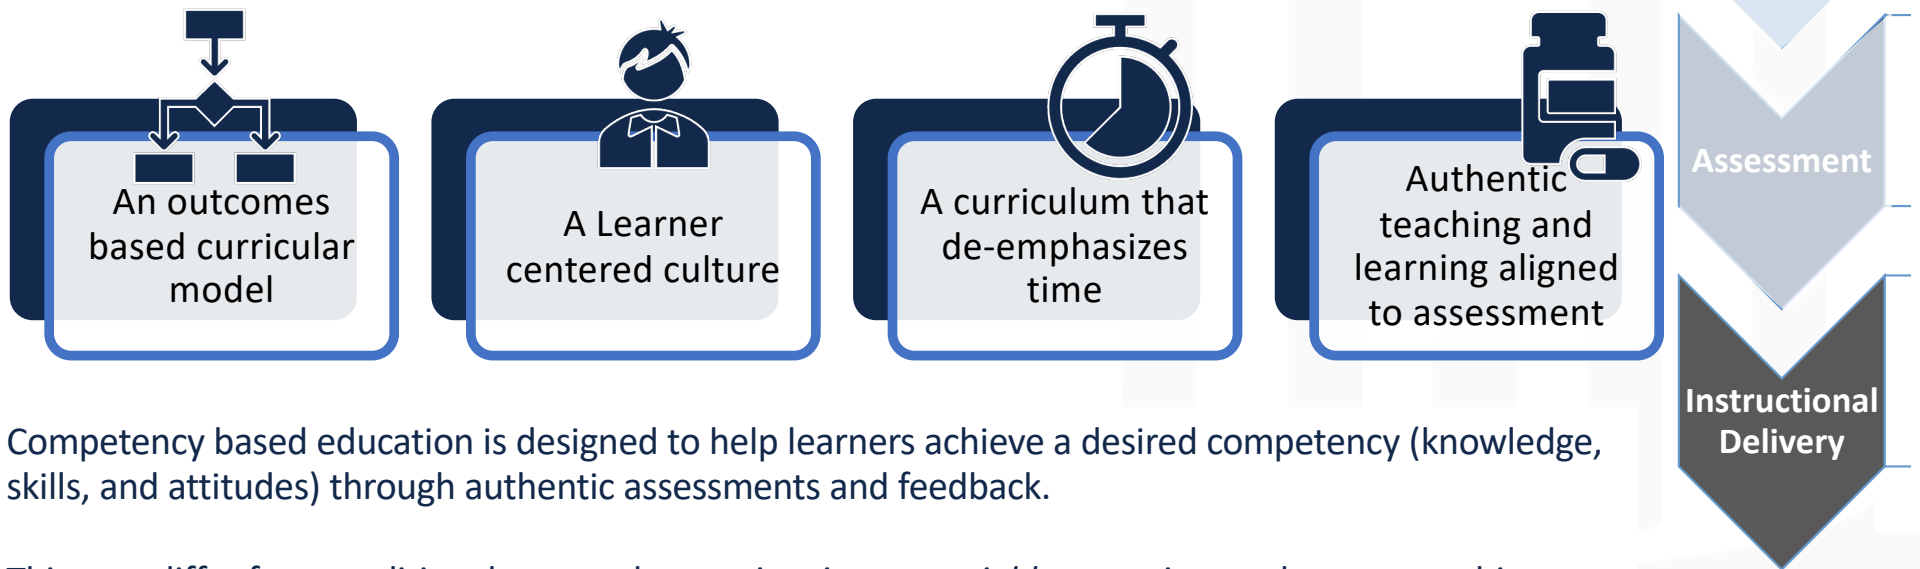 An outcomes
based curricular
model
A Learner
centered culture
A curriculum that
de-emphasizes
time
Authentic
teaching and
learning aligned
to assessment
Assessment
Instructional
Delivery
Competency based education is designed to help learners achieve a desired competency (knowledge,
skills, and attitudes) through authentic assessments and feedback.